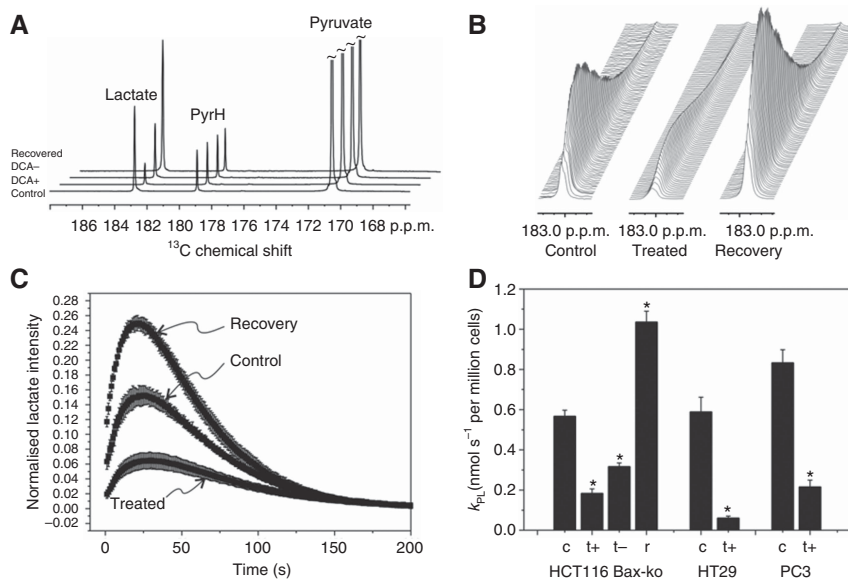 A
Lactate
PyrH
Pyruvate
~ ~ ~ ~
Recovered
DCA–
DCA+
Control
186 184 182 180 178 176 174 172 170 168 p.p.m.
¹³C chemical shift
B
183.0 p.p.m. 183.0 p.p.m. 183.0 p.p.m.
Control Treated Recovery
C
Normalised lactate intensity
0.28
0.26
0.24
0.22
0.20
0.18
0.16
0.14
0.12
0.10
0.08
0.06
0.04
0.02
0.00
–0.02
Recovery
Control
Treated
0 50 100 150 200
Time (s)
D
kPL(nmol s⁻¹ per million cells)
1.2
1.0
0.8
0.6
0.4
0.2
0.0
* * * * *
c t+ t– r c t+ c t+
HCT116 Bax-ko HT29 PC3